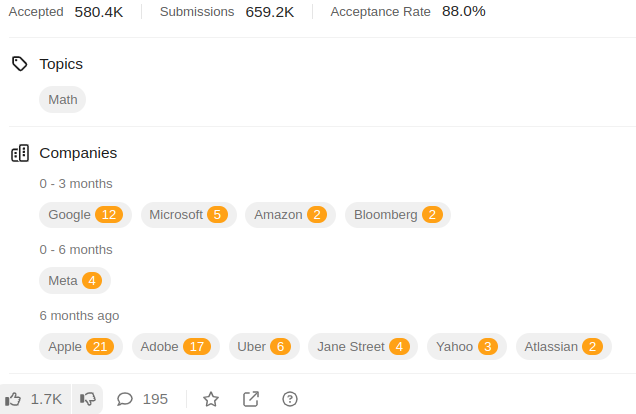 Accepted 580.4K Submissions 659.2K Acceptance Rate 88.0%
Topics
Math
Companies
0 - 3 months
Google 12 Microsoft 5 Amazon 2 Bloomberg 2
0 - 6 months
Meta 4
6 months ago
Apple 21 Adobe 17 Uber 6 Jane Street 4 Yahoo 3 Atlassian 2
1.7K 195